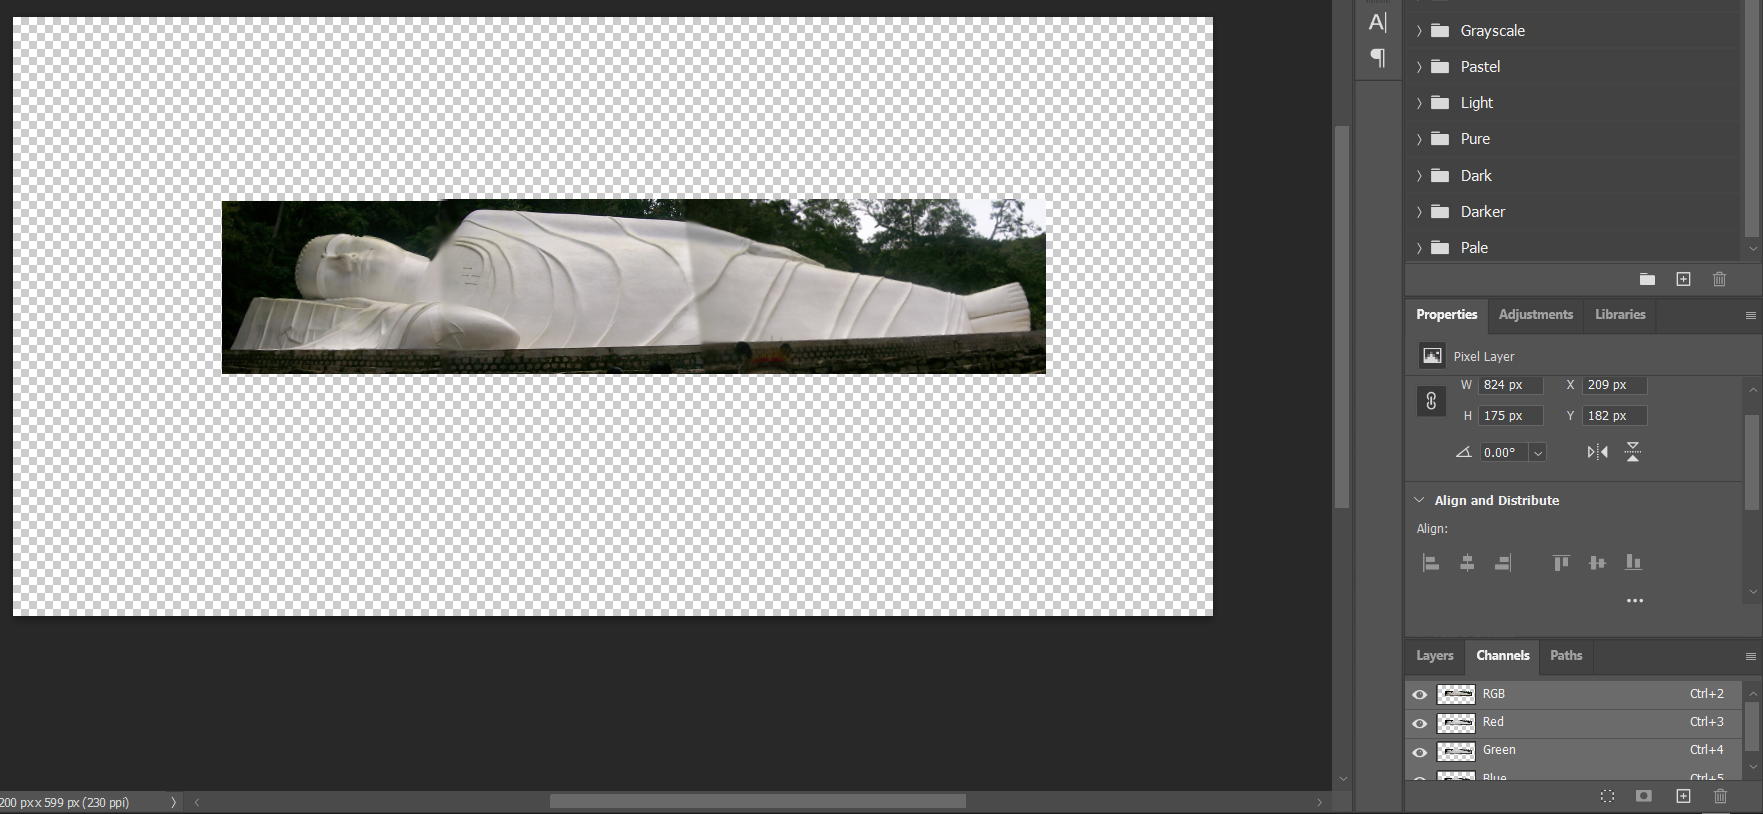 A|
¶
Grayscale
Pastel
Light
Pure
Dark
Darker
Pale
Properties Adjustments Libraries
Pixel Layer
W 824 px X 209 px
H 175 px Y 182 px
0.00°
Align and Distribute
Align:
Layers Channels Paths
RGB Ctrl+2
Red Ctrl+3
Green Ctrl+4
Blue Ctrl+5
200 px x 599 px (230 ppi)